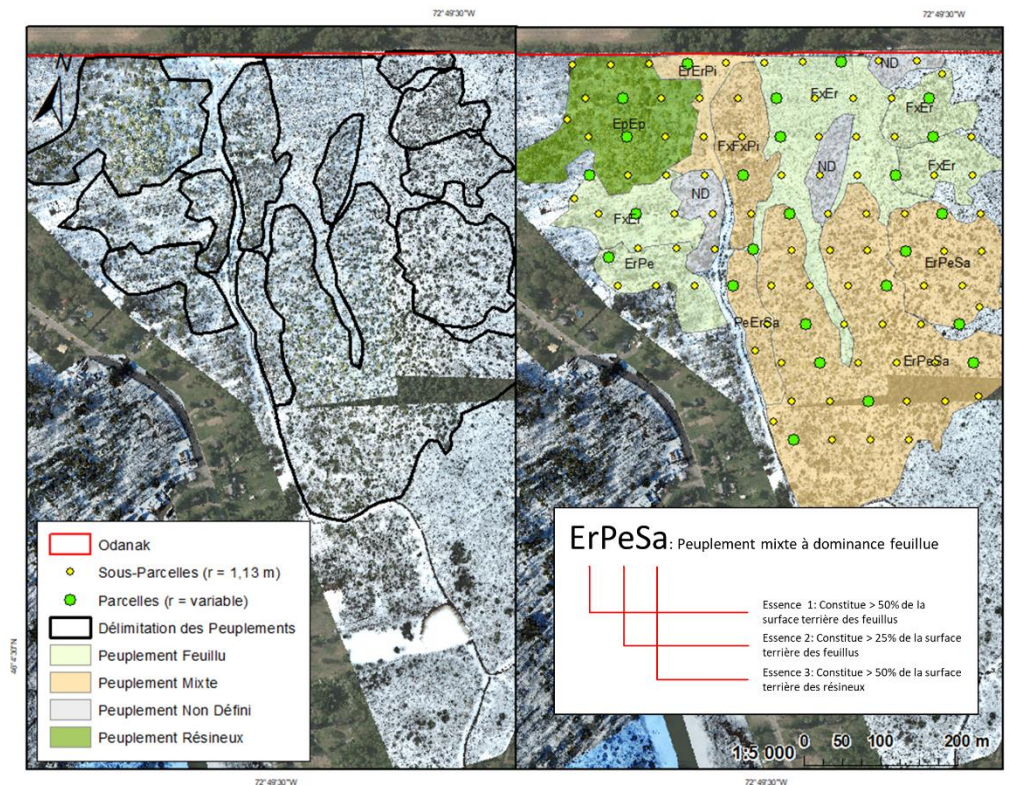 72°49'30"W
72°49'30"W
N
ErErPi
ND
FxEr
FxEr
EpEp
FxFxPi
ND
FxEr
ND
FxEr
ErPe
ErPeSa
PeErSa
ErPeSa
Odanak
Sous-Parcelles (r = 1,13 m)
Parcelles (r = variable)
Délimitation des Peuplements
Peuplement Feuillu
Peuplement Mixte
Peuplement Non Défini
Peuplement Résineux
ErPeSa: Peuplement mixte à dominance feuillue
Essence 1: Constitue > 50% de la
surface terrière des feuillus
Essence 2: Constitue > 25% de la surface
terrière des feuillus
Essence 3: Constitue > 50% de la surface
terrière des résineux
1:5 000 0 50 100 200 m
46°4'30"N
72°49'30"W
72°49'30"W